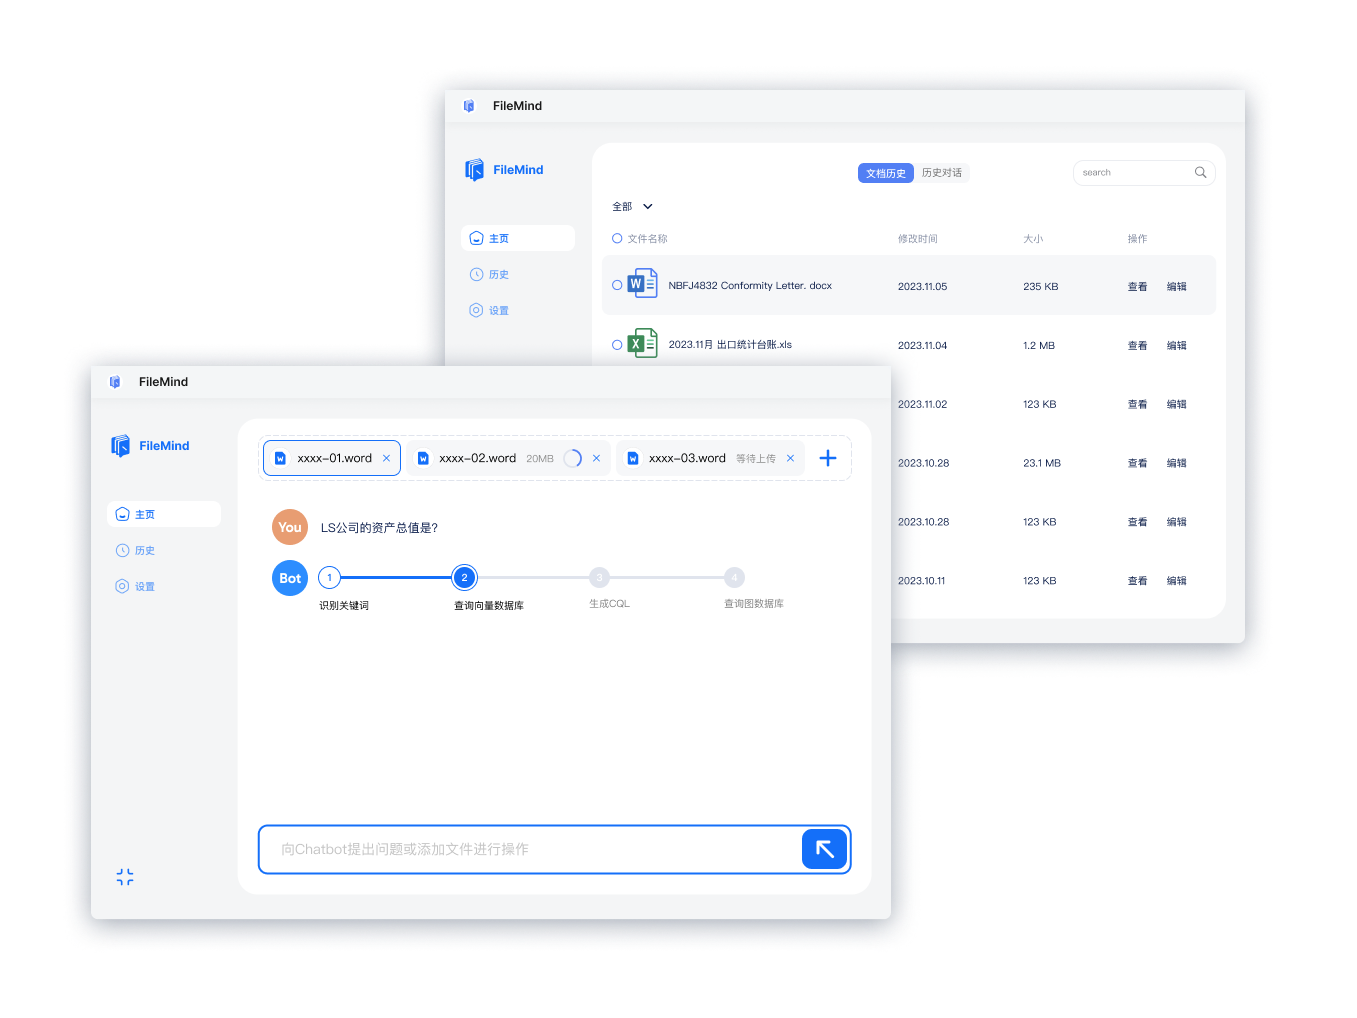 FileMind
FileMind
文档历史 历史对话
search
全部
主页
文件名称 修改时间 大小 操作
历史
NBFJ4832 Conformity Letter. docx 2023.11.05 235 KB 查看 编辑
设置
2023.11月 出口统计台账.xls 2023.11.04 1.2 MB 查看 编辑
2023.11.02 123 KB 查看 编辑
2023.10.28 23.1 MB 查看 编辑
2023.10.28 123 KB 查看 编辑
2023.10.11 123 KB 查看 编辑
FileMind
FileMind
xxxx-01.word × xxxx-02.word 20MB × xxxx-03.word 等待上传 × +
主页
历史
设置
You LS公司的资产总值是?
Bot 1 2 3 4
识别关键词 查询向量数据库 生成CQL 查询图数据库
向Chatbot提出问题或添加文件进行操作